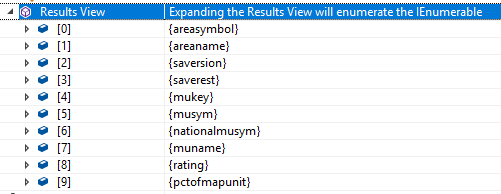 Results View Expanding the Results View will enumerate the IEnumerable
[0] {areasymbol}
[1] {areaname}
[2] {saversion}
[3] {saverest}
[4] {mukey}
[5] {musym}
[6] {nationalmusym}
[7] {muname}
[8] {rating}
[9] {pctofmapunit}